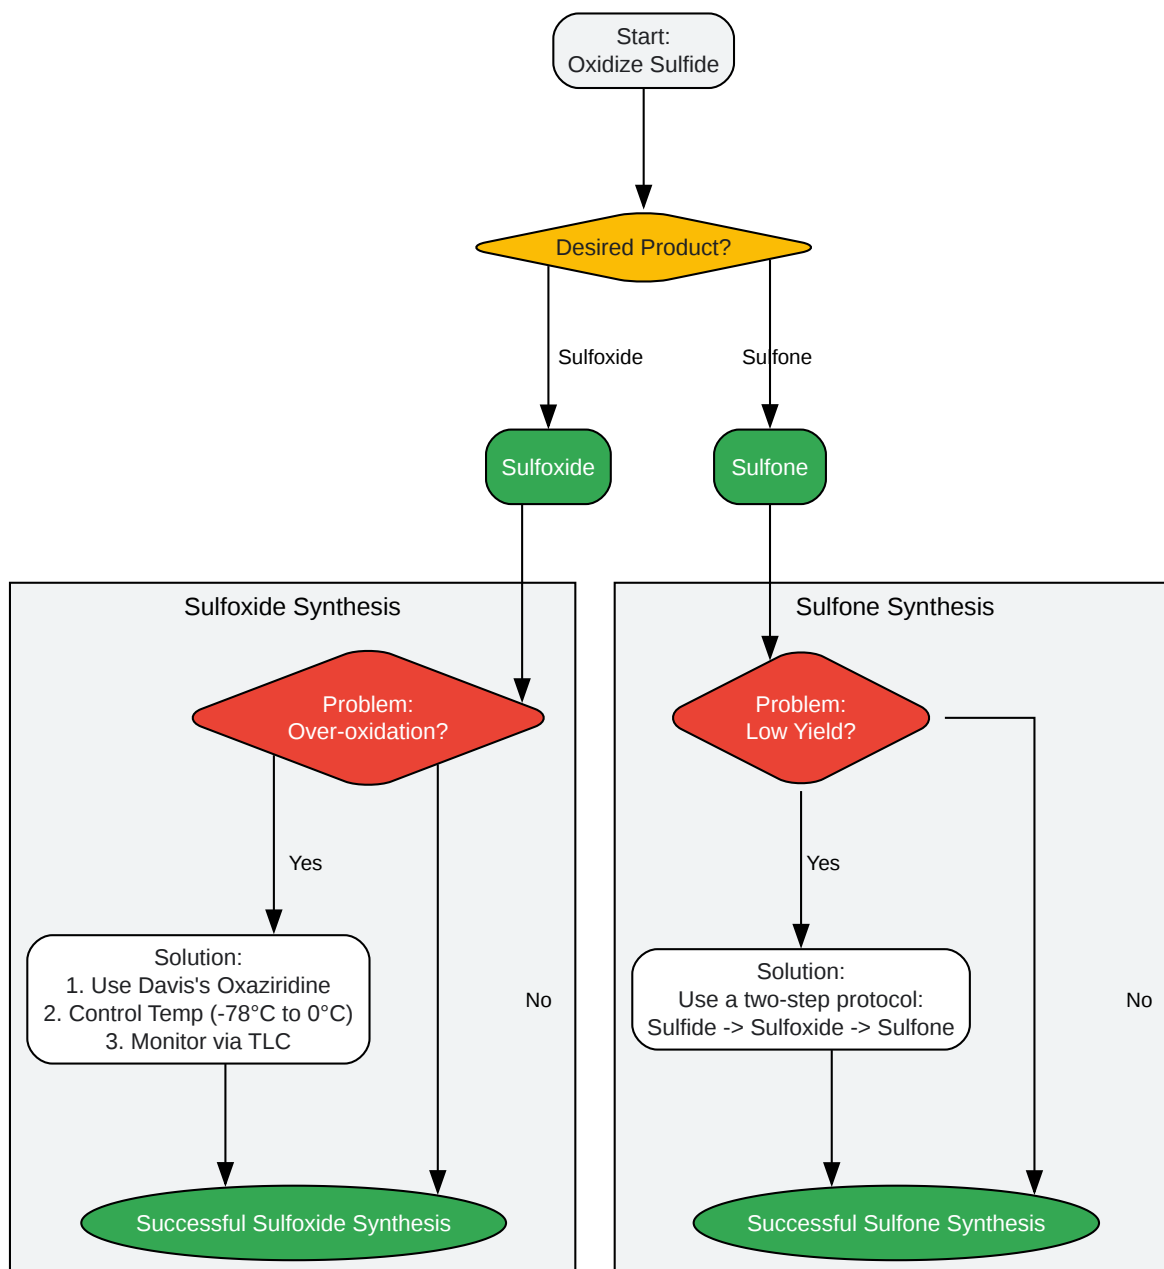 Start:
Oxidize Sulfide
Desired Product?
Sulfoxide
Sulfone
Sulfoxide
Sulfone
Sulfoxide Synthesis
Problem:
Over-oxidation?
Yes
No
Solution:
1. Use Davis's Oxaziridine
2. Control Temp (-78°C to 0°C)
3. Monitor via TLC
Successful Sulfoxide Synthesis
Sulfone Synthesis
Problem:
Low Yield?
Yes
No
Solution:
Use a two-step protocol:
Sulfide -> Sulfoxide -> Sulfone
Successful Sulfone Synthesis